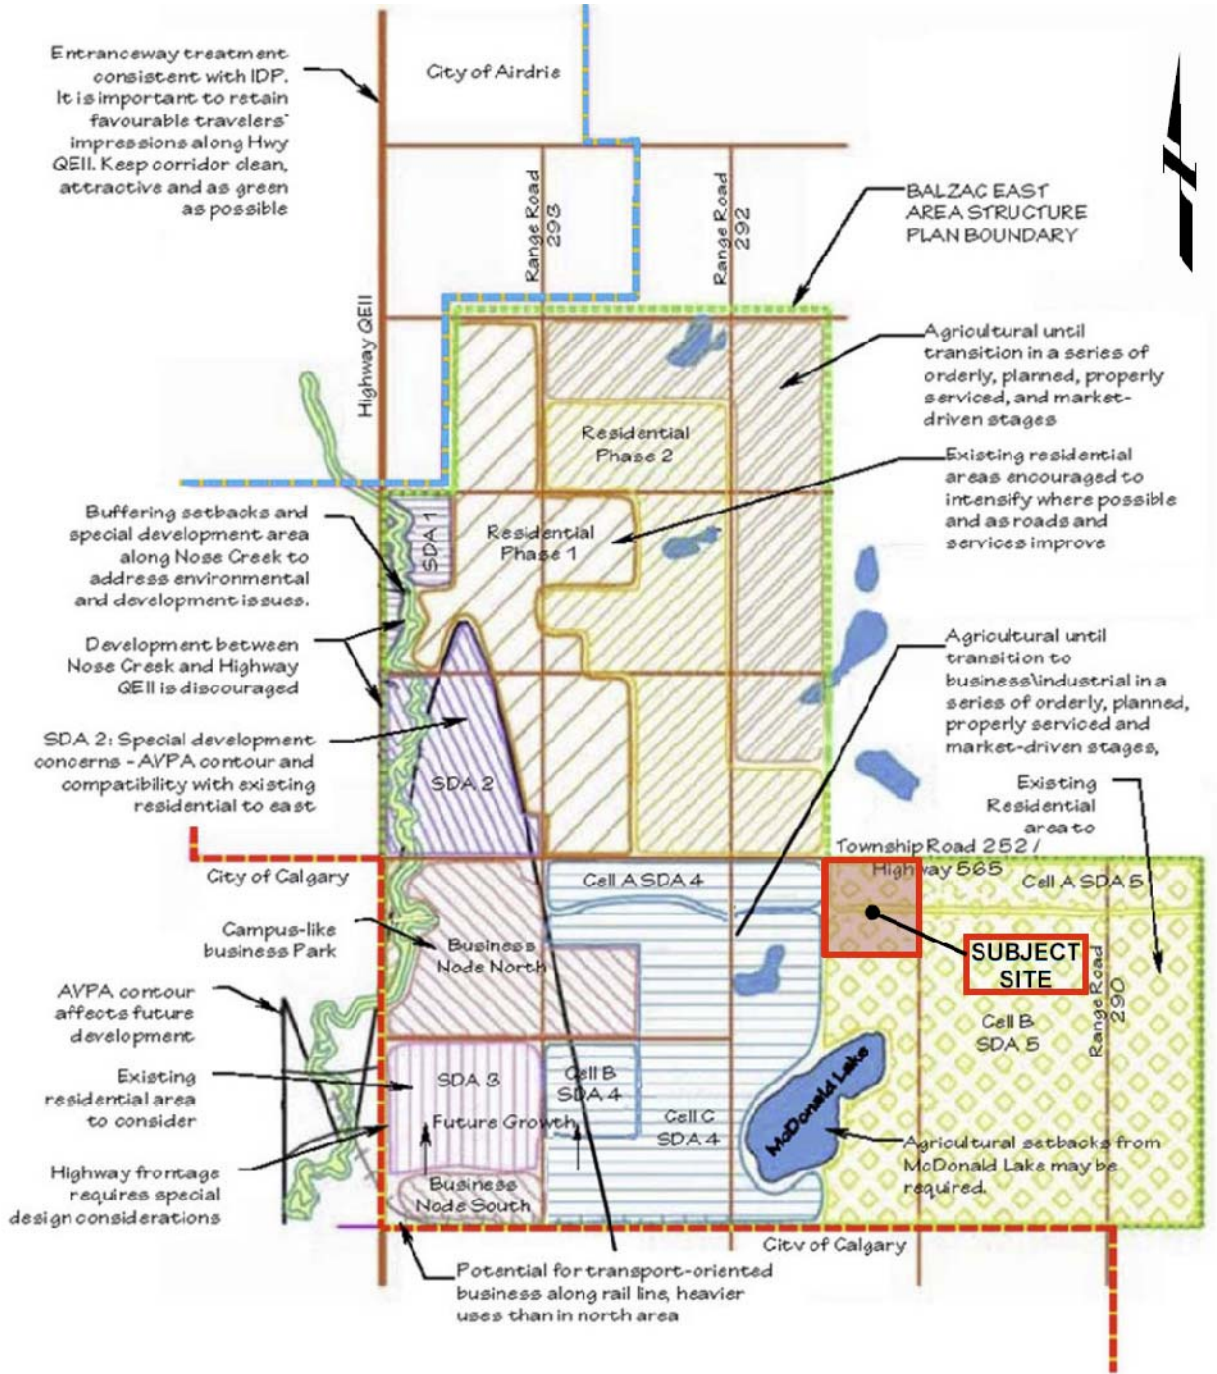 Entranceway treatment
consistent with IDP.
It is important to retain
favourable travelers'
impressions along Hwy
QEII. Keep corridor clean,
attractive and as green
as possible
City of Airdrie
Range Road
293
Range Road
292
BALZAC EAST
AREA STRUCTURE
PLAN BOUNDARY
Highway QEII
Agricultural until
transition in a series of
orderly, planned, properly
serviced, and market-
driven stages
Residential
Phase 2
Existing residential
areas encouraged to
intensify where possible
and as roads and
services improve
Buffering setbacks and
special development area
along Nose Creek to
address environmental
and development issues.
SDA 1
Residential
Phase 1
Development between
Nose Creek and Highway
QEII is discouraged
Agricultural until
transition to
business\industrial in a
series of orderly, planned,
properly serviced and
market-driven stages,
SDA 2: Special development
concerns - AVPA contour and
compatibility with existing
residential to east
SDA 2
Existing
Residential
area to
Township Road 252 /
Highway 565
City of Calgary
Cell A SDA 4
Cell A SDA 5
Campus-like
business Park
Business
Node North
SUBJECT
SITE
Range Road
290
AVPA contour
affects future
development
Cell B
SDA 5
Existing
residential area
to consider
SDA 3
Cell B
SDA 4
Future Growth
Cell C
SDA 4
McDonald Lake
Agricultural setbacks from
McDonald Lake may be
required.
Highway frontage
requires special
design considerations
Business
Node South
City of Calgary
Potential for transport-oriented
business along rail line, heavier
uses than in north area